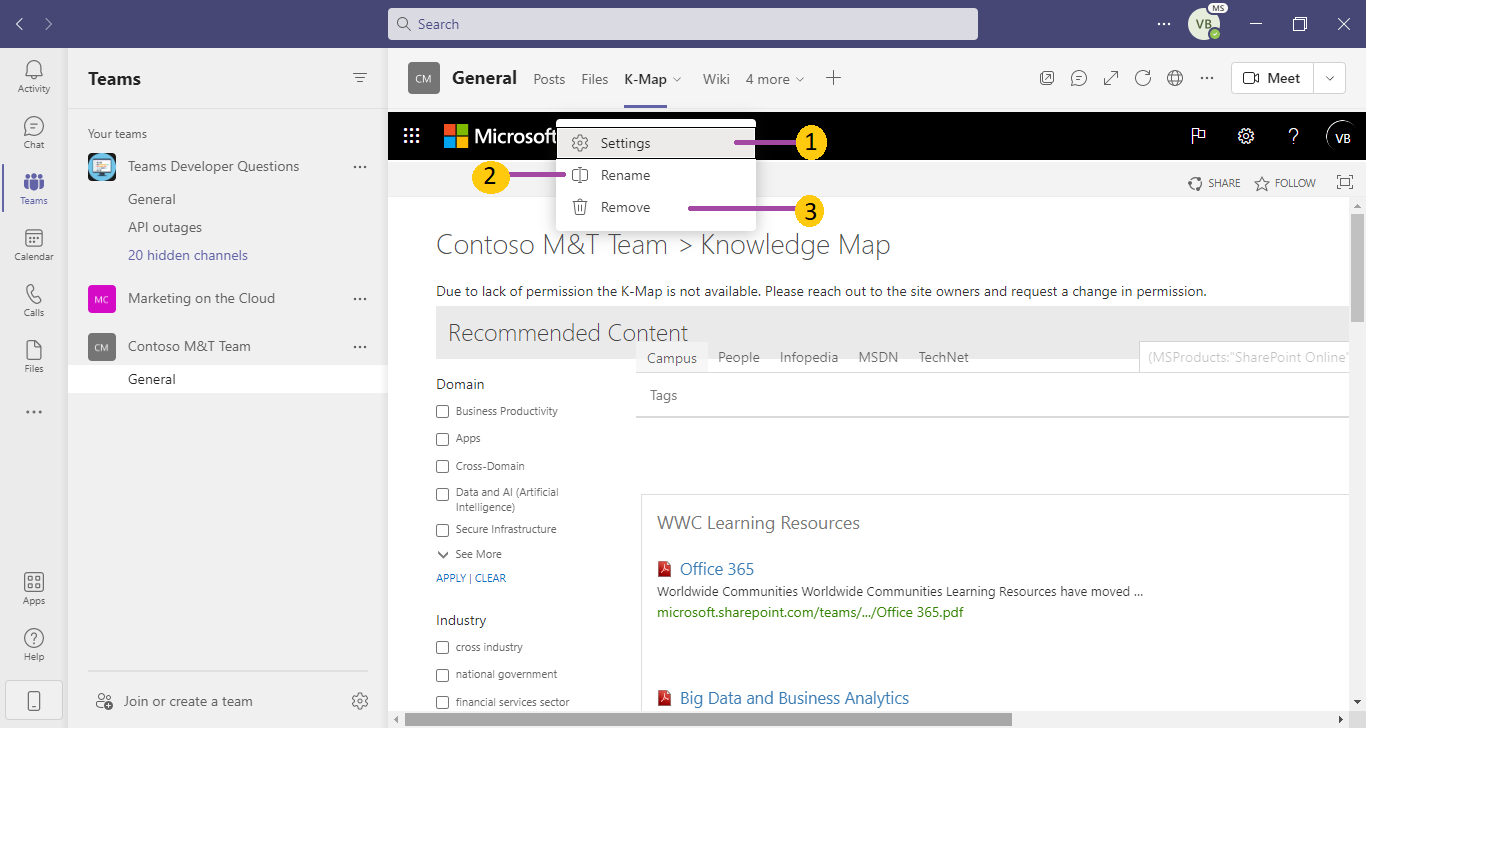 Search
MS
VB
Activity
Chat
Teams
Calendar
Calls
Files
Apps
Help
Teams
Your teams
Teams Developer Questions
General
API outages
20 hidden channels
MC Marketing on the Cloud
CM Contoso M&T Team
General
Join or create a team
CM General Posts Files K-Map Wiki 4 more
Meet
Microsoft
? VB
Settings 1
2 Rename
Remove 3
SHARE FOLLOW
Contoso M&T Team > Knowledge Map
Due to lack of permission the K-Map is not available. Please reach out to the site owners and request a change in permission.
Recommended Content
Campus People Infopedia MSDN TechNet
(MSProducts:"SharePoint Online"
Tags
Domain
Business Productivity
Apps
Cross-Domain
Data and AI (Artificial
Intelligence)
Secure Infrastructure
See More
APPLY | CLEAR
Industry
cross industry
national government
financial services sector
WWC Learning Resources
Office 365
Worldwide Communities Worldwide Communities Learning Resources have moved ...
microsoft.sharepoint.com/teams/.../Office 365.pdf
Big Data and Business Analytics